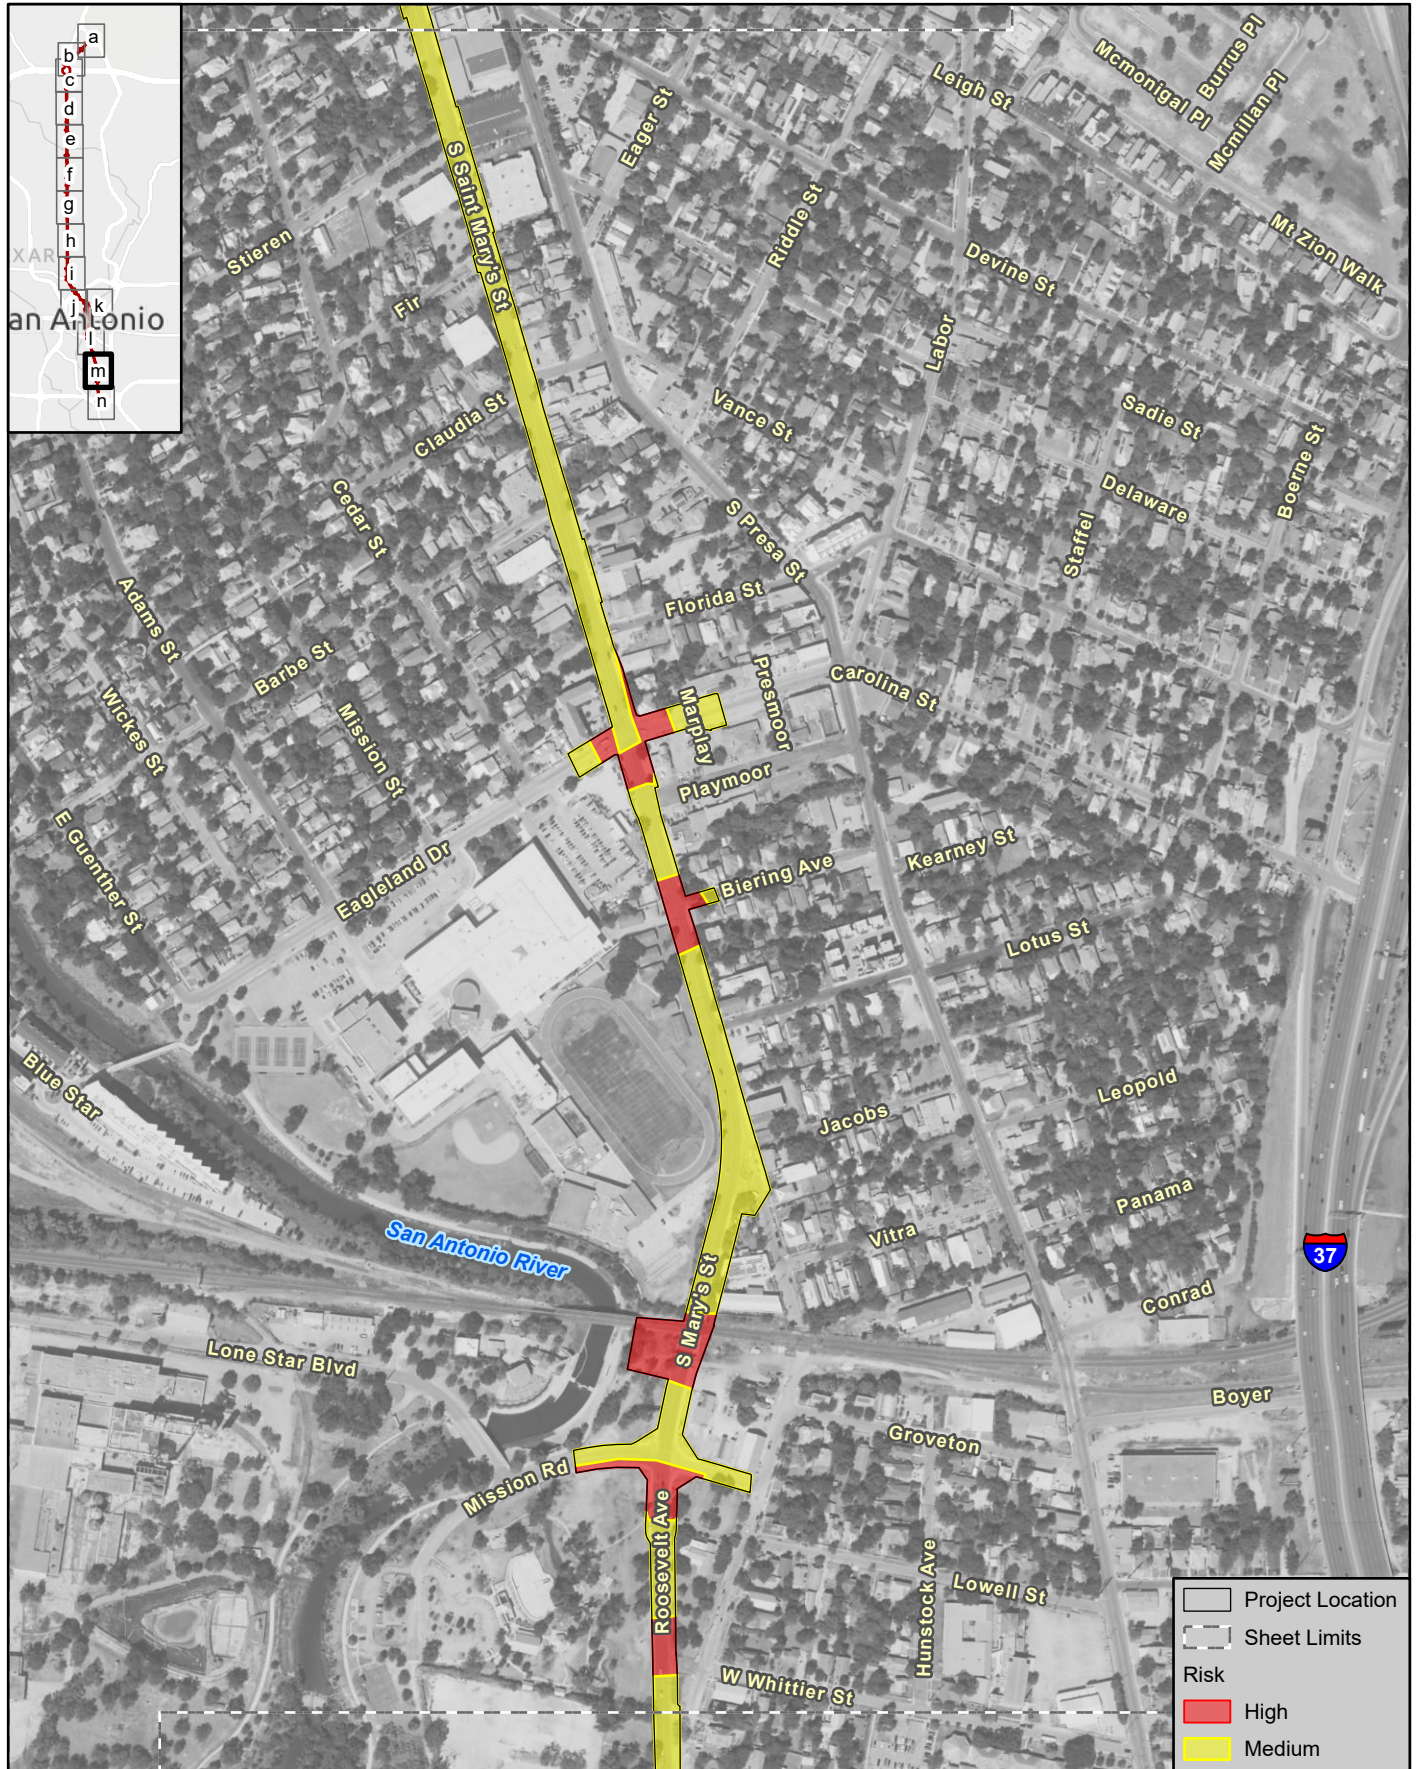 a
b
c
d
e
f
g
h
XAR
i
j
k
an Antonio
l
m
n
Burrus Pl
Mcmonigal Pl
Leigh St
Mcmillan Pl
Eager St
S Saint Mary's St
Riddle St
Mt Zion Walk
Stieren
Devine St
Fir
Labor
Claudia St
Vance St
Sadie St
Boerne St
Cedar St
Delaware
S Presa St
Staffel
Adams St
Florida St
Barbe St
Carolina St
Presmoor
Marplay
Wickes St
Mission St
Playmoor
E Guenther St
Eagleland Dr
Kearney St
Biering Ave
Lotus St
Blue Star
Leopold
Jacobs
Panama
Vitra
San Antonio River
37
S Mary's St
Conrad
Lone Star Blvd
Boyer
Groveton
Mission Rd
Roosevelt Ave
Hunstock Ave
Lowell St
W Whittier St
Project Location
Sheet Limits
Risk
High
Medium